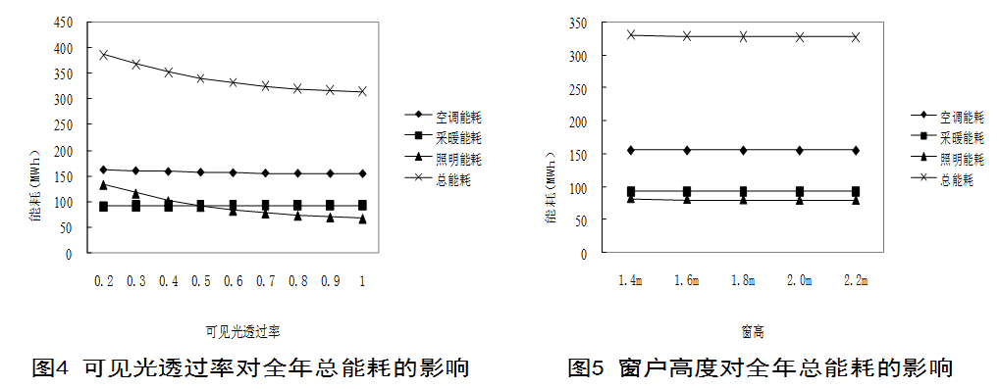 450
400
350
300
250
200
150
100
50
0
能耗(MWh)
0.2 0.3 0.4 0.5 0.6 0.7 0.8 0.9 1
可见光透过率
空调能耗
采暖能耗
照明能耗
总能耗
图4 可见光透过率对全年总能耗的影响
350
300
250
200
150
100
50
0
能耗(MWh)
1.4m 1.6m 1.8m 2.0m 2.2m
窗高
空调能耗
采暖能耗
照明能耗
总能耗
图5 窗户高度对全年总能耗的影响